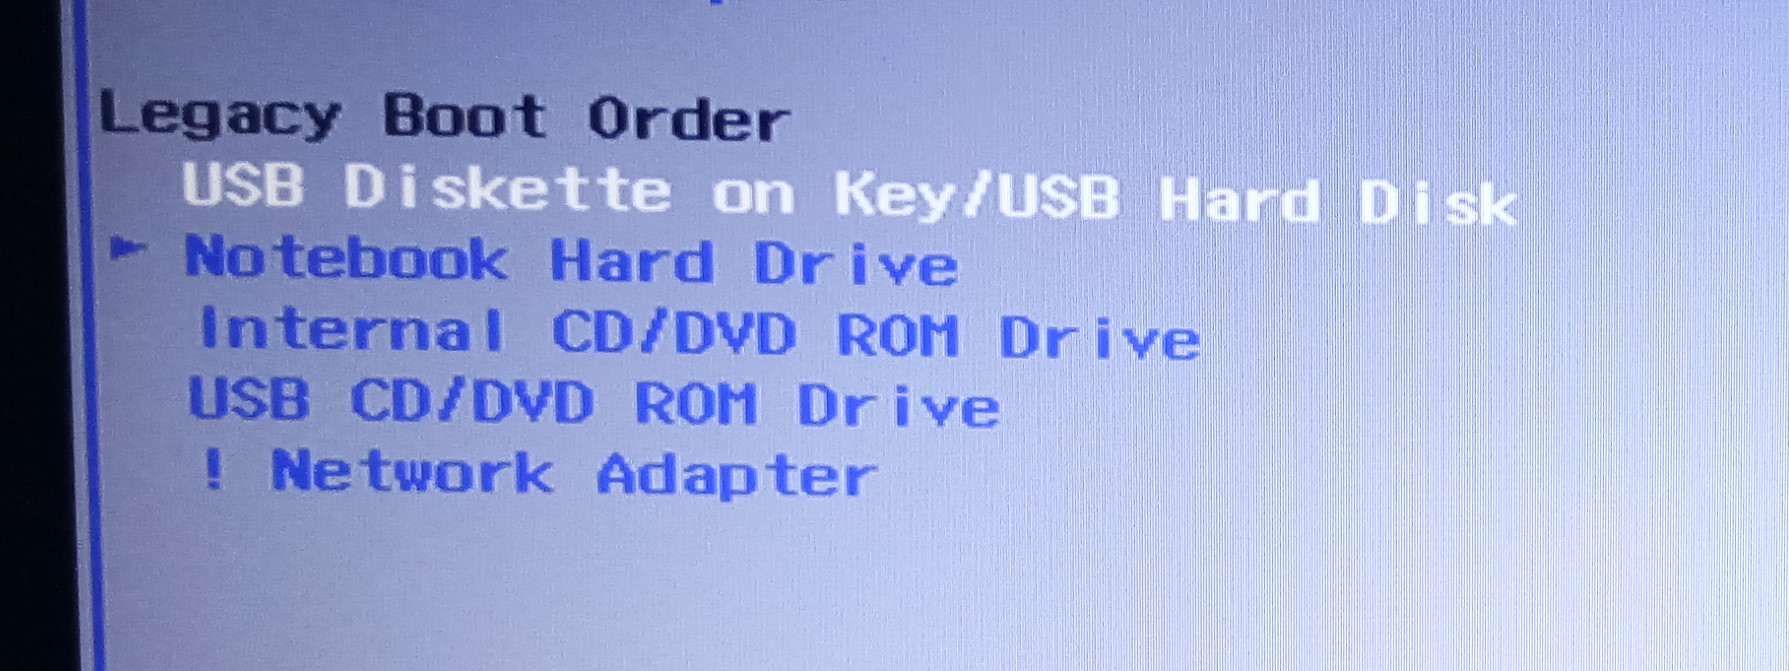 Legacy Boot Order
USB Diskette on Key/USB Hard Disk
Notebook Hard Drive
Internal CD/DVD ROM Drive
USB CD/DVD ROM Drive
! Network Adapter